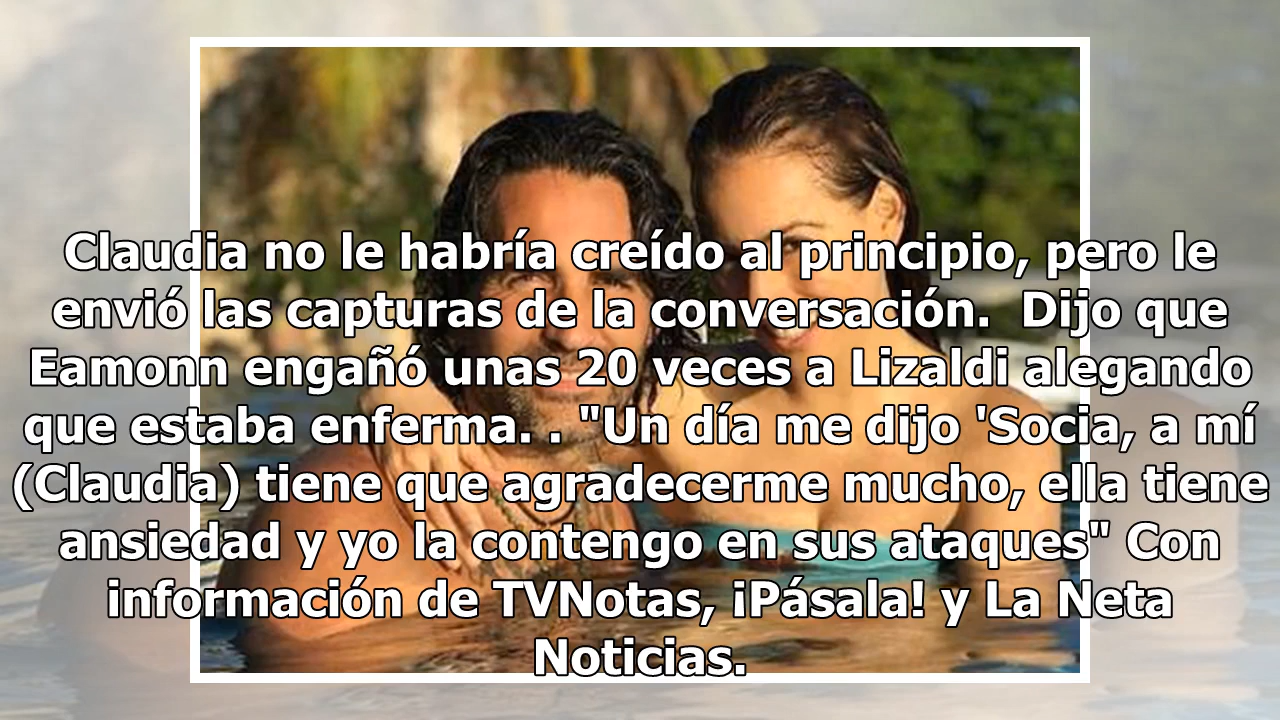 Claudia no le habría creído al principio, pero le
envió las capturas de la conversación.  Dijo que
Eamonn engañó unas 20 veces a Lizaldi alegando
que estaba enferma. . "Un día me dijo 'Socia, a mí
(Claudia) tiene que agradecerme mucho, ella tiene
ansiedad y yo la contengo en sus ataques" Con
información de TVNotas, ¡Pásala! y La Neta
Noticias.